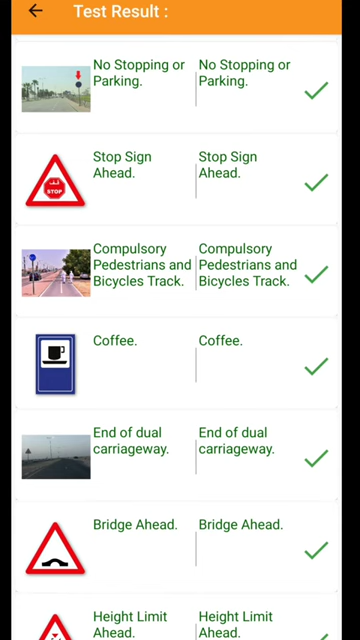 Test Result :
No Stopping or No Stopping or
Parking. Parking.
Stop Sign Stop Sign
Ahead. Ahead.
STOP
Compulsory Compulsory
Pedestrians and Pedestrians and
Bicycles Track. Bicycles Track.
Coffee. Coffee.
End of dual End of dual
carriageway. carriageway.
Bridge Ahead. Bridge Ahead.
Height Limit Height Limit
Ahead. Ahead.